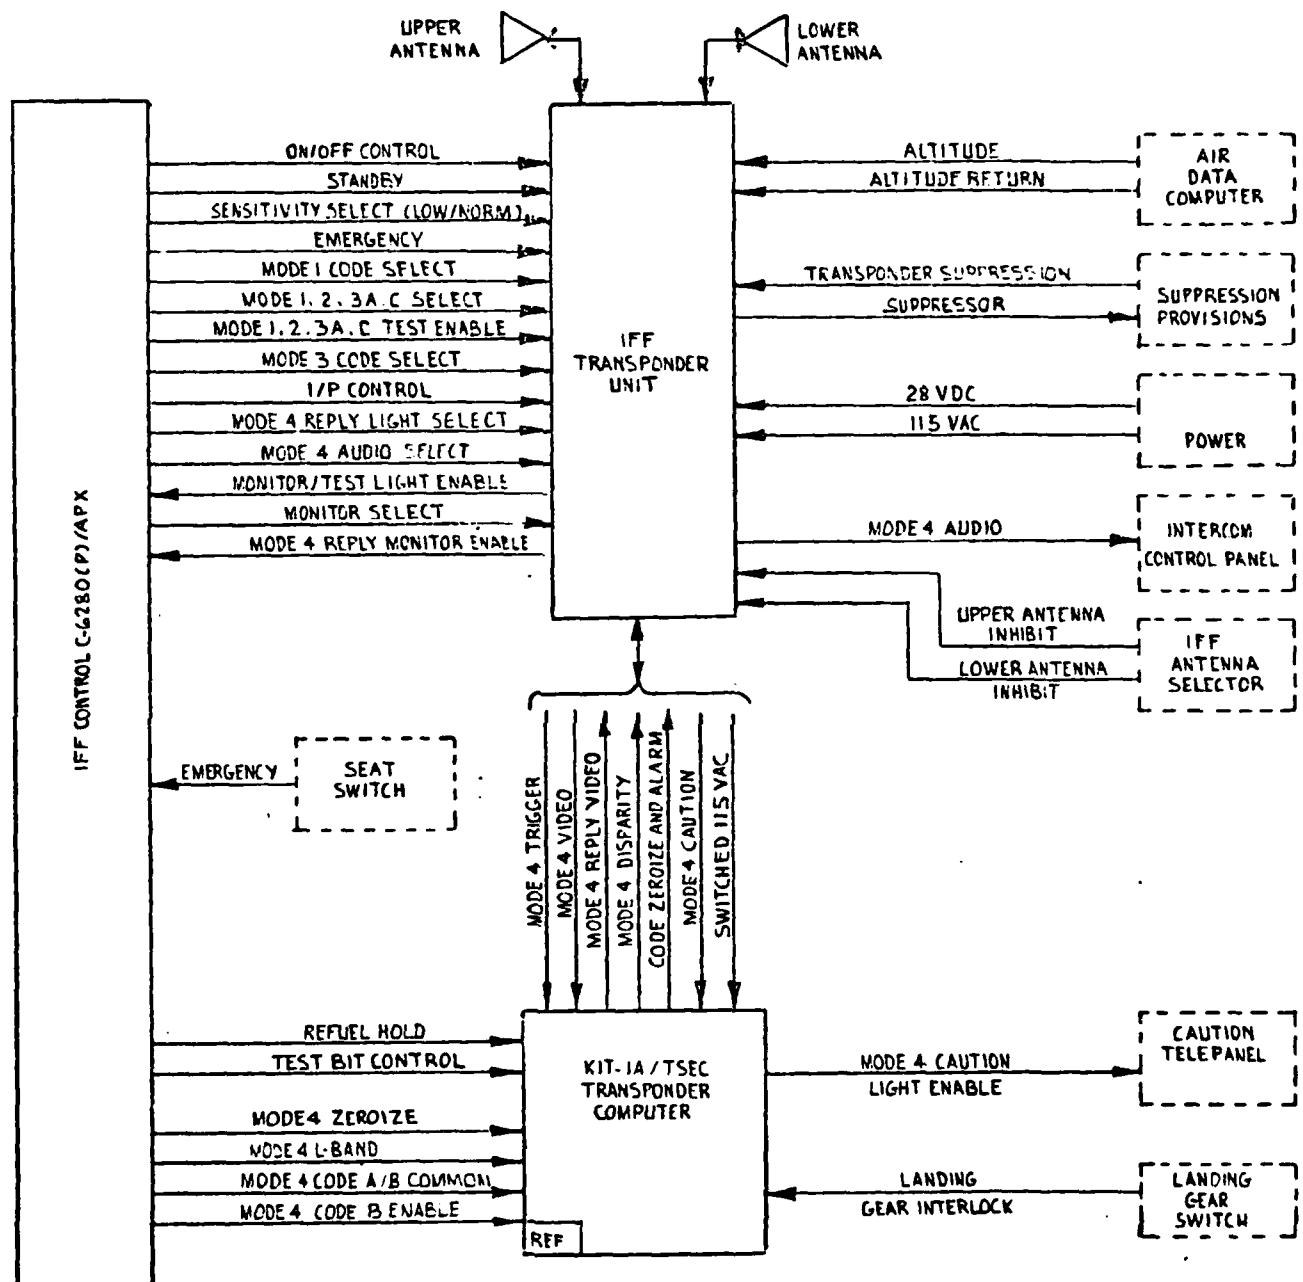 UPPER
ANTENNA
LOWER
ANTENNA
ON/OFF CONTROL
STANDBY
SENSITIVITY SELECT (LOW/NORM)
EMERGENCY
MODE 1 CODE SELECT
MODE 1, 2, 3A, C SELECT
MODE 1, 2, 3A, C TEST ENABLE
MODE 3 CODE SELECT
I/P CONTROL
MODE 4 REPLY LIGHT SELECT
MODE 4 AUDIO SELECT
MONITOR/TEST LIGHT ENABLE
MONITOR SELECT
MODE 4 REPLY MONITOR ENABLE
IFF CONTROL C-6280(P)/APX
IFF
TRANSPONDER
UNIT
ALTITUDE
ALTITUDE RETURN
AIR
DATA
COMPUTER
TRANSPONDER SUPPRESSION
SUPPRESSOR
SUPPRESSION
PROVISIONS
28 VDC
115 VAC
POWER
MODE 4 AUDIO
INTERCOM
CONTROL PANEL
UPPER ANTENNA
INHIBIT
LOWER ANTENNA
INHIBIT
IFF
ANTENNA
SELECTOR
EMERGENCY
SEAT
SWITCH
MODE 4 TRIGGER
MODE 4 VIDEO
MODE 4 REPLY VIDEO
MODE 4 DISPARITY
CODE ZEROIZE AND ALARM
MODE 4 CAUTION
SWITCHED 115 VAC
REFUEL HOLD
TEST BIT CONTROL
MODE 4 ZEROIZE
MODE 4 L-BAND
MODE 4 CODE A/B COMMON
MODE 4 CODE B ENABLE
KIT-1A/TSEC
TRANSPONDER
COMPUTER
REF
MODE 4 CAUTION
LIGHT ENABLE
CAUTION
TELEPANEL
LANDING
GEAR INTERLOCK
LANDING
GEAR
SWITCH